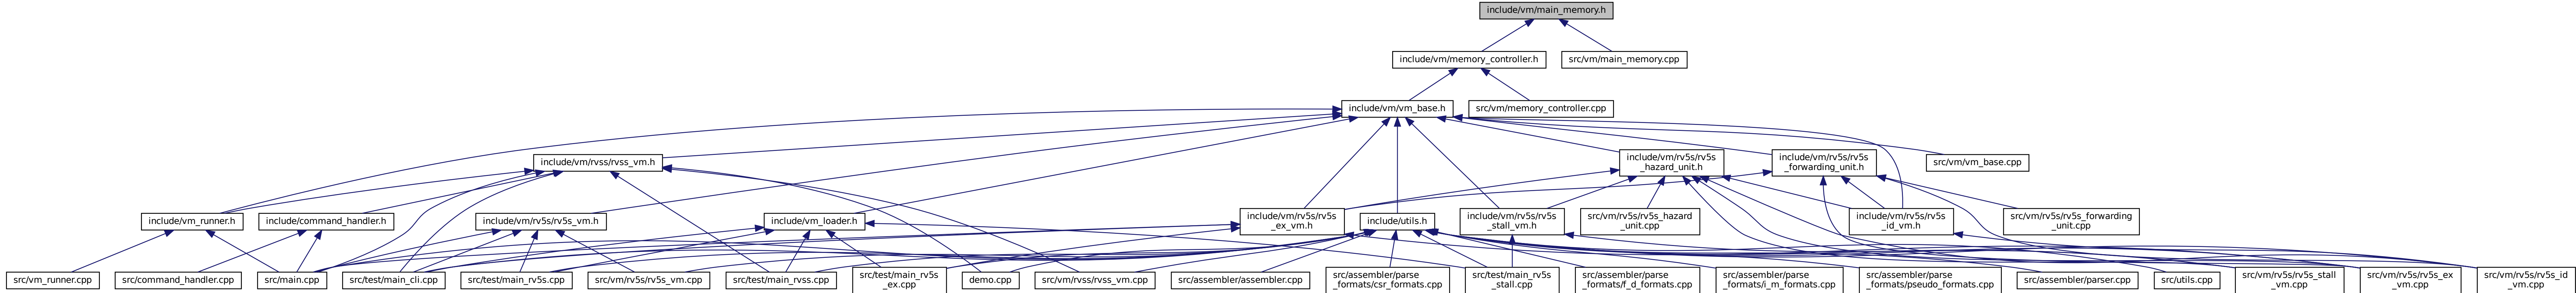 include/vm/main_memory.h
include/vm/memory_controller.h
src/vm/main_memory.cpp
include/vm/vm_base.h
src/vm/memory_controller.cpp
include/vm/rvss/rvss_vm.h
include/vm/rv5s/rv5s
_hazard_unit.h
include/vm/rv5s/rv5s
_forwarding_unit.h
src/vm/vm_base.cpp
include/vm_runner.h
include/command_handler.h
include/vm/rv5s/rv5s_vm.h
include/vm_loader.h
include/vm/rv5s/rv5s
_ex_vm.h
include/utils.h
include/vm/rv5s/rv5s
_stall_vm.h
src/vm/rv5s/rv5s_hazard
_unit.cpp
include/vm/rv5s/rv5s
_id_vm.h
src/vm/rv5s/rv5s_forwarding
_unit.cpp
src/vm_runner.cpp
src/command_handler.cpp
src/main.cpp
src/test/main_cli.cpp
src/test/main_rv5s.cpp
src/vm/rv5s/rv5s_vm.cpp
src/test/main_rvss.cpp
src/test/main_rv5s
_ex.cpp
demo.cpp
src/vm/rvss/rvss_vm.cpp
src/assembler/assembler.cpp
src/assembler/parse
_formats/csr_formats.cpp
src/test/main_rv5s
_stall.cpp
src/assembler/parse
_formats/f_d_formats.cpp
src/assembler/parse
_formats/i_m_formats.cpp
src/assembler/parse
_formats/pseudo_formats.cpp
src/assembler/parser.cpp
src/utils.cpp
src/vm/rv5s/rv5s_stall
_vm.cpp
src/vm/rv5s/rv5s_ex
_vm.cpp
src/vm/rv5s/rv5s_id
_vm.cpp